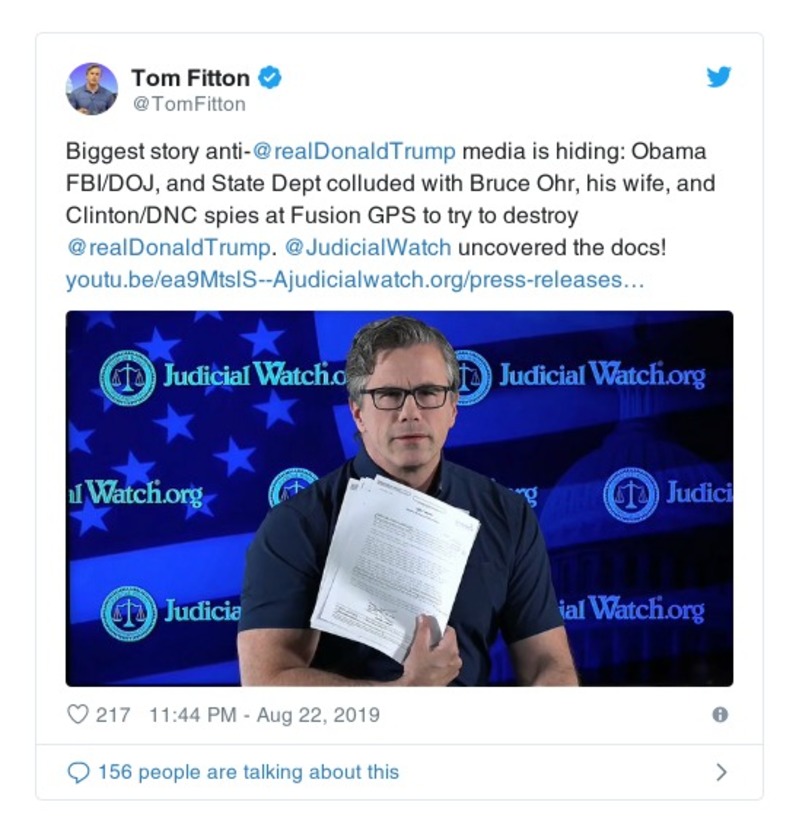 Tom Fitton
@TomFitton
Biggest story anti-@realDonaldTrump media is hiding: Obama
FBI/DOJ, and State Dept colluded with Bruce Ohr, his wife, and
Clinton/DNC spies at Fusion GPS to try to destroy
@realDonaldTrump. @JudicialWatch uncovered the docs!
youtu.be/ea9MtslS--Ajudicialwatch.org/press-releases…
Judicial Watch.o
Judicial Watch.org
l Watch.org
rg
Judici
Judicia
ial Watch.org
217 11:44 PM - Aug 22, 2019
156 people are talking about this